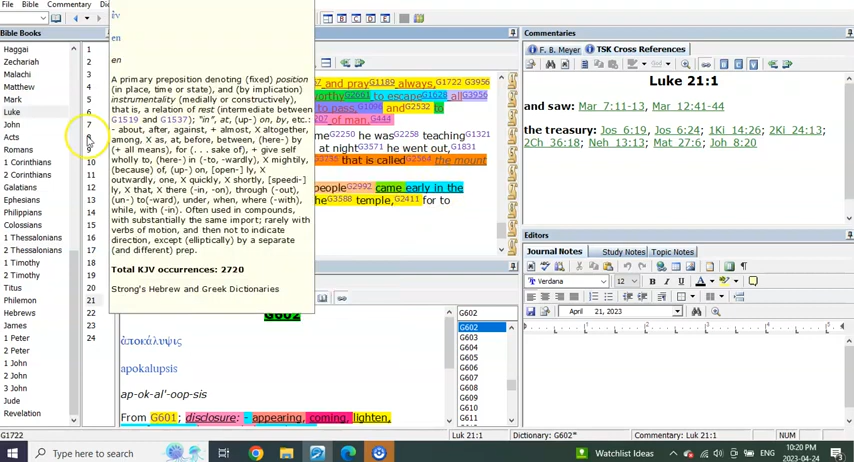 File View Bible Commentary
Bible Books
Haggai
Zechariah
Malachi
Matthew
Mark
Luke
John
Acts
Romans
1 Corinthians
2 Corinthians
Galatians
Ephesians
Philippians
Colossians
1 Thessalonians
2 Thessalonians
1 Timothy
2 Timothy
Titus
Philemon
Hebrews
James
1 Peter
2 Peter
1 John
2 John
3 John
Jude
Revelation
1
2
3
4
5
6
7
8
9
10
11
12
13
14
15
16
17
18
19
20
21
22
23
24
ἐν
en
en
A primary preposition denoting (fixed) position
(in place, time or state), and (by implication)
instrumentality (medially or constructively),
that is, a relation of rest (intermediate between
G1519 and G1537); "in", at, (up-) on, by, etc.:
- about, after, against, + almost, X altogether,
among, X as, at, before, between, (here-) by
(+ all means), for (. . . sake of), + give self
wholly to, (here-) in (-to, -wardly), X mightily,
(because) of, (up-) on, [open-] ly, X
outwardly, one, X quickly, X shortly, [speedi-]
ly, X that, X there (-in, -on), through (-out),
(un-) to(-ward), under, when, where (-with),
while, with (-in). Often used in compounds,
with substantially the same import; rarely with
verbs of motion, and then not to indicate
direction, except (elliptically) by a separate
(and different) prep.
Total KJV occurrences: 2720
Strong's Hebrew and Greek Dictionaries
B C D E
and pray G1189 always, G1722 G3956
worthy G2661 to escape G1628 all
to pass, G1096 and G2532 to
of man. G444
me G2250 he was teaching G1321
at night G3571 he went out, G1831
that is called G2564 the mount
people G2992 came early in the
the G3588 temple, G2411 for to
G602
ἀποκάλυψις
apokalupsis
ap-ok-al'-oop-sis
From G601; disclosure: - appearing, coming, lighten,
G602
G602
G603
G604
G605
G606
G607
G608
G609
G610
G611
Commentaries
F. B. Meyer TSK Cross References
Luke 21:1
and saw: Mar 7:11-13, Mar 12:41-44
the treasury: Jos 6:19, Jos 6:24; 1Ki 14:26; 2Ki 24:13;
2Ch 36:18; Neh 13:13; Mat 27:6; Joh 8:20
Editors
Journal Notes Study Notes Topic Notes
Verdana 12 B I U A
April 21, 2023
1 2 3 4 5
G1722 Luk 21:1 Dictionary: G602* Commentary: Luk 21:1 NUM
Type here to search
Watchlist Ideas
ENG
10:20 PM
2023-04-24
3